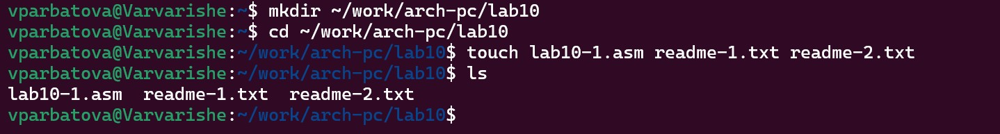 vparbatova@Varvarishe:~$ mkdir ~/work/arch-pc/lab10
vparbatova@Varvarishe:~$ cd ~/work/arch-pc/lab10
vparbatova@Varvarishe:~/work/arch-pc/lab10$ touch lab10-1.asm readme-1.txt readme-2.txt
vparbatova@Varvarishe:~/work/arch-pc/lab10$ ls
lab10-1.asm  readme-1.txt  readme-2.txt
vparbatova@Varvarishe:~/work/arch-pc/lab10$